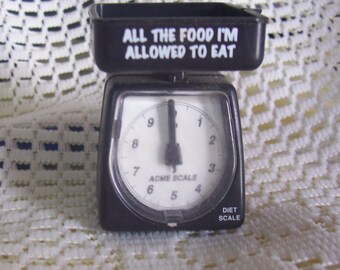 ALL THE FOOD I'M
ALLOWED TO EAT
9 1
8 2
7 3
ACME SCALE
6 5 4
DIET
SCALE